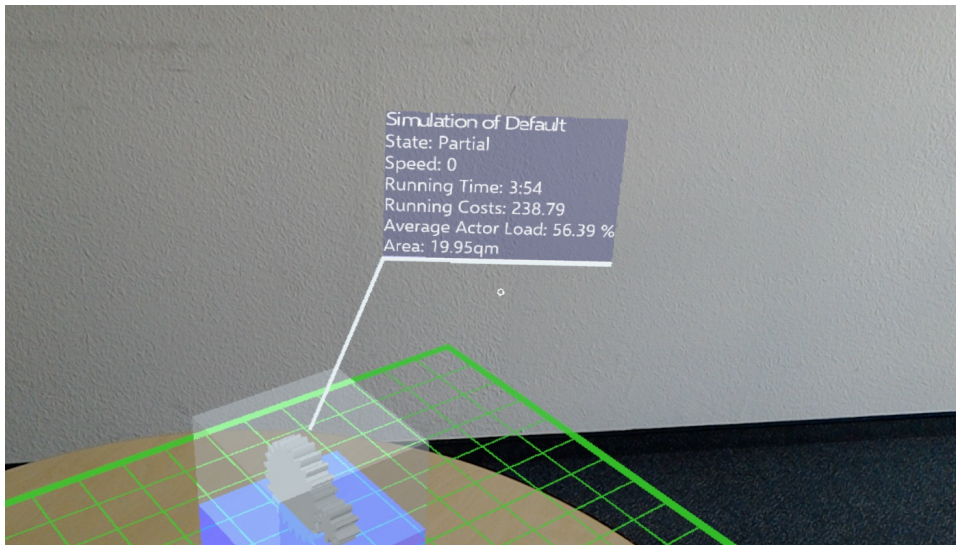 Simulation of Default
State: Partial
Speed: 0
Running Time: 3:54
Running Costs: 238.79
Average Actor Load: 56.39 %
Area: 19.95qm